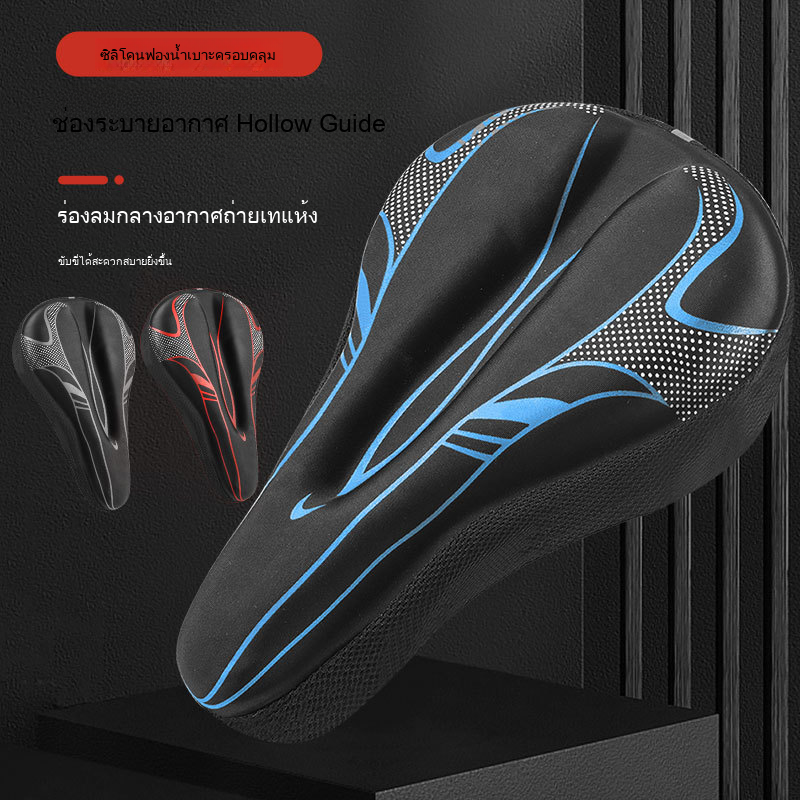 ซิลิโคนฟองน้ำเบาะครอบคลุม
ช่องระบายอากาศ Hollow Guide
ร่องลมกลางอากาศถ่ายเทแห้ง
ขับขี่ได้สะดวกสบายยิ่งขึ้น